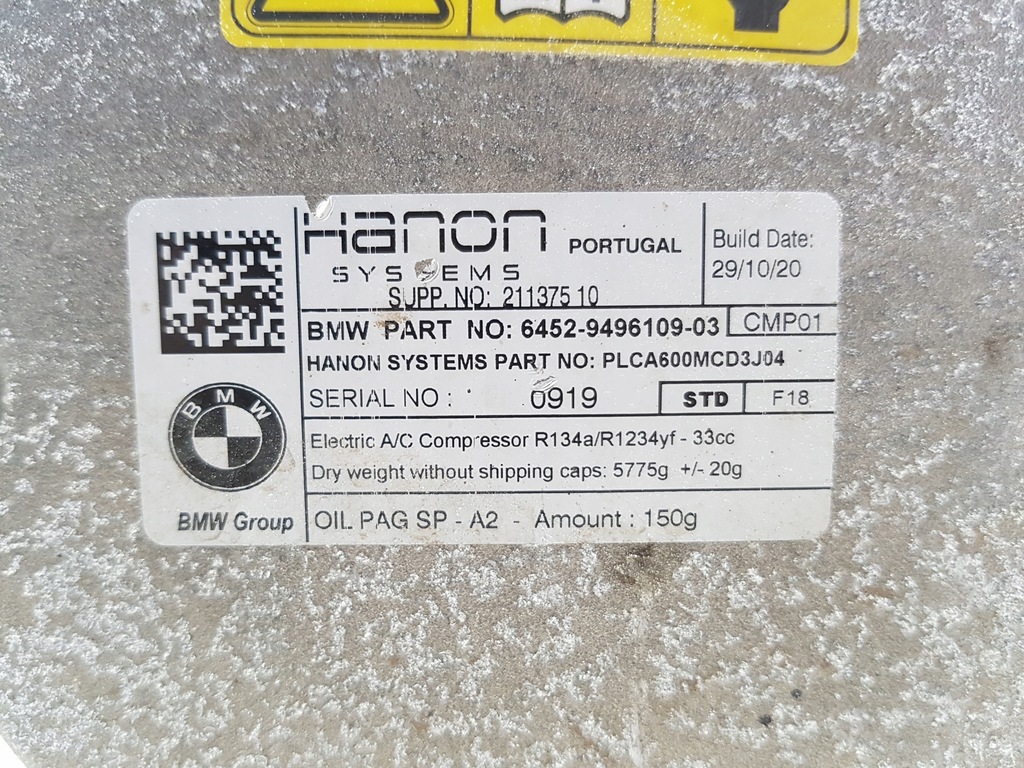 Hanon
PORTUGAL
SYSTEMS
Build Date:
29/10/20
SUPP. NO: 211375 10
BMW PART NO: 6452-9496109-03
CMP01
HANON SYSTEMS PART NO: PLCA600MCD3J04
SERIAL NO : 0919
STD
F18
Electric A/C Compressor R134a/R1234yf - 33cc
Dry weight without shipping caps: 5775g +/- 20g
BMW
BMW Group
OIL PAG SP - A2 - Amount : 150g